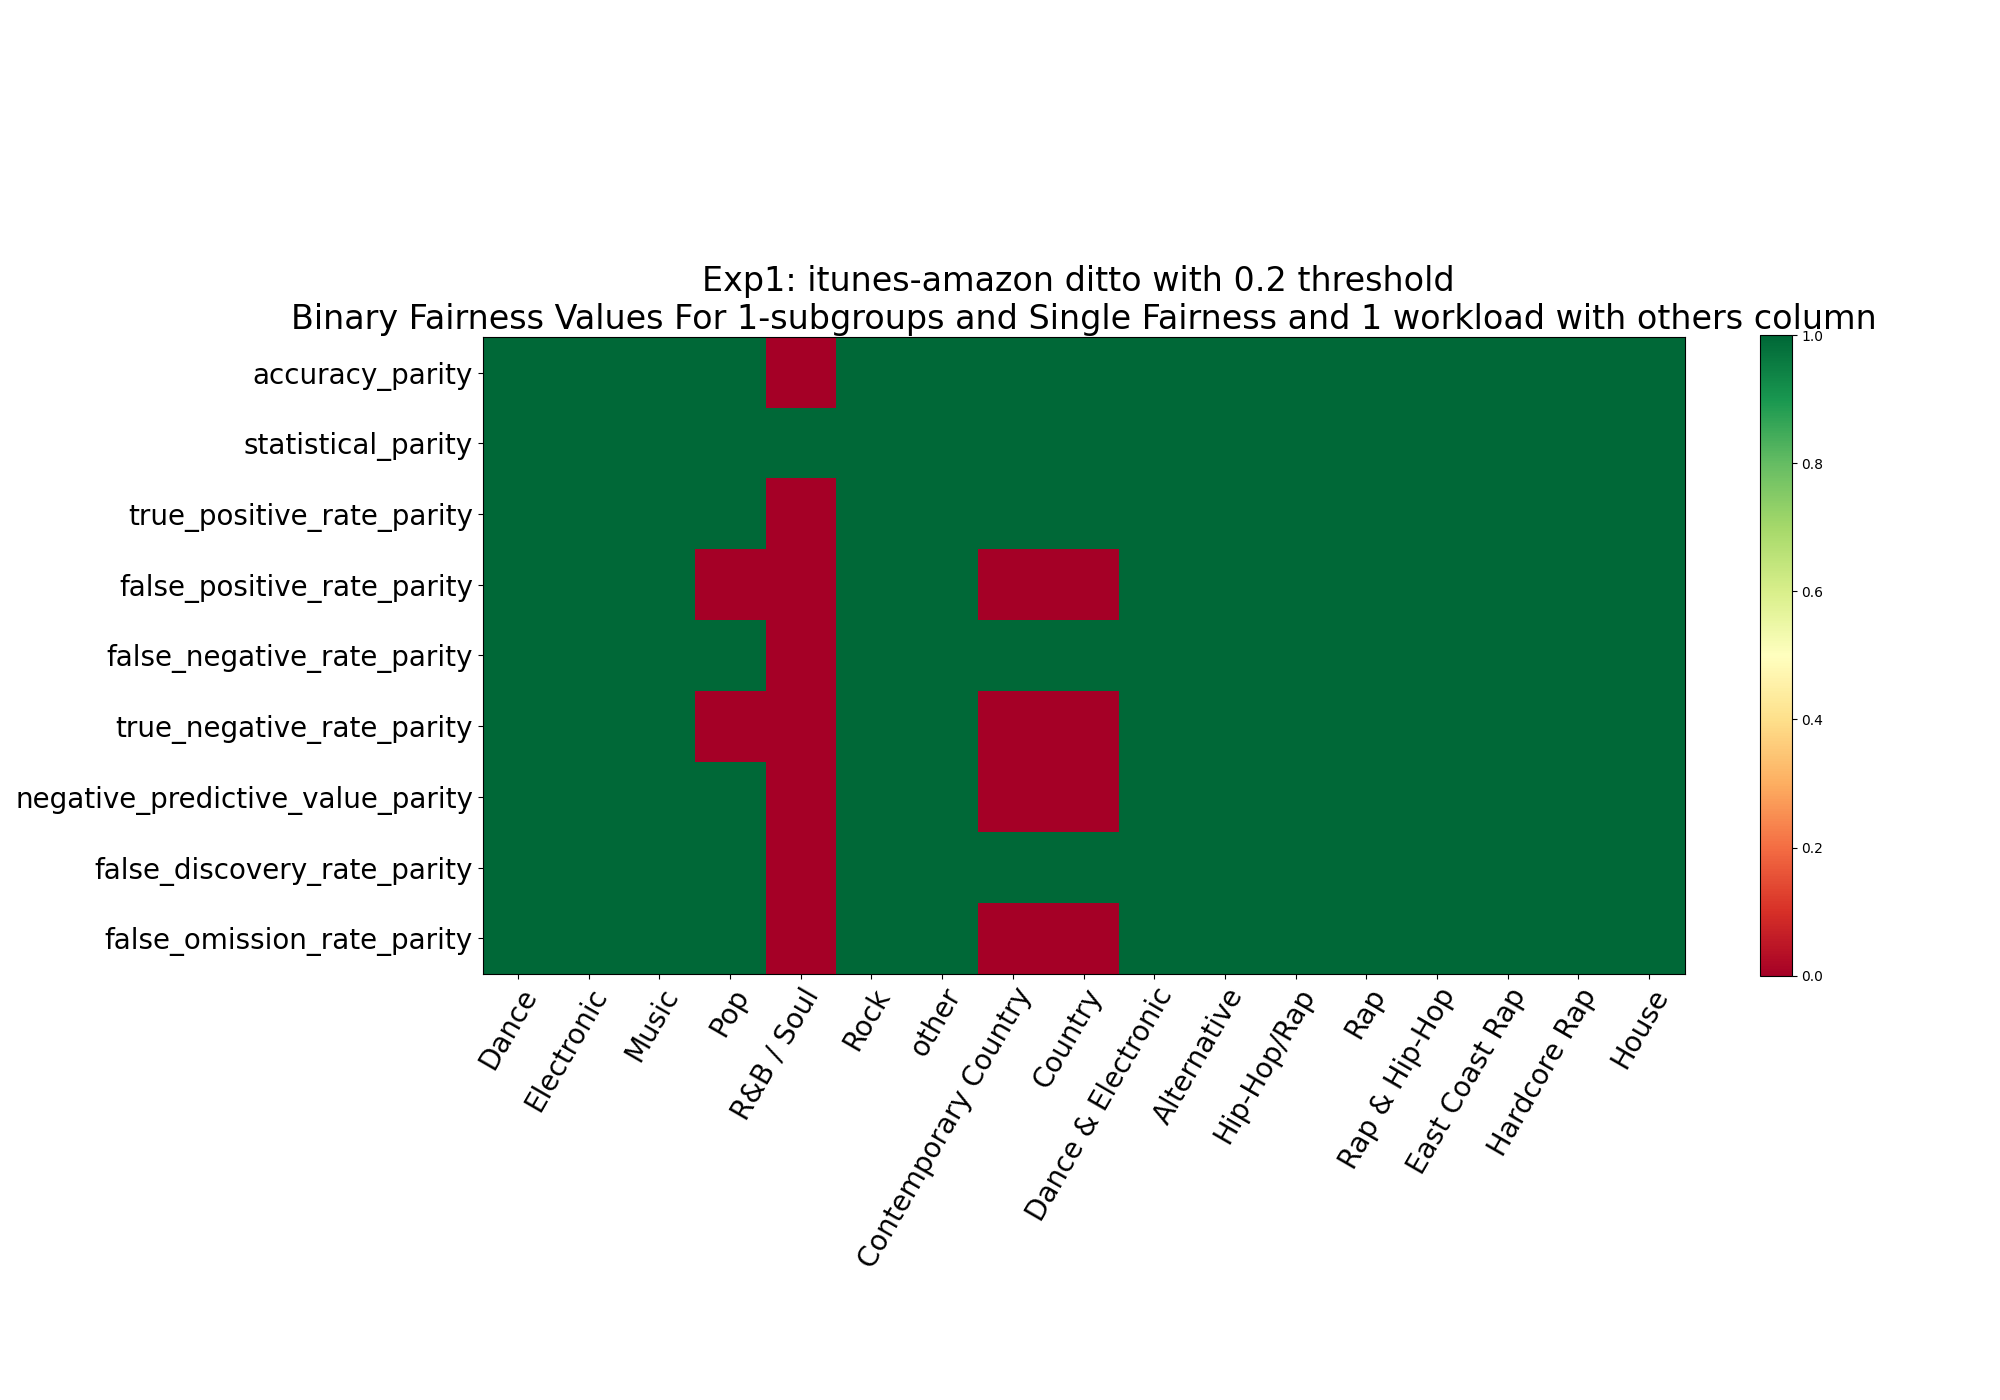 Exp1: itunes-amazon ditto with 0.2 threshold
Binary Fairness Values For 1-subgroups and Single Fairness and 1 workload with others column
accuracy_parity
statistical_parity
true_positive_rate_parity
false_positive_rate_parity
false_negative_rate_parity
true_negative_rate_parity
negative_predictive_value_parity
false_discovery_rate_parity
false_omission_rate_parity
Dance
Electronic
Music
Pop
R&B / Soul
Rock
other
Contemporary Country
Country
Dance & Electronic
Alternative
Hip-Hop/Rap
Rap
Rap & Hip-Hop
East Coast Rap
Hardcore Rap
House
1.0
0.8
0.6
0.4
0.2
0.0